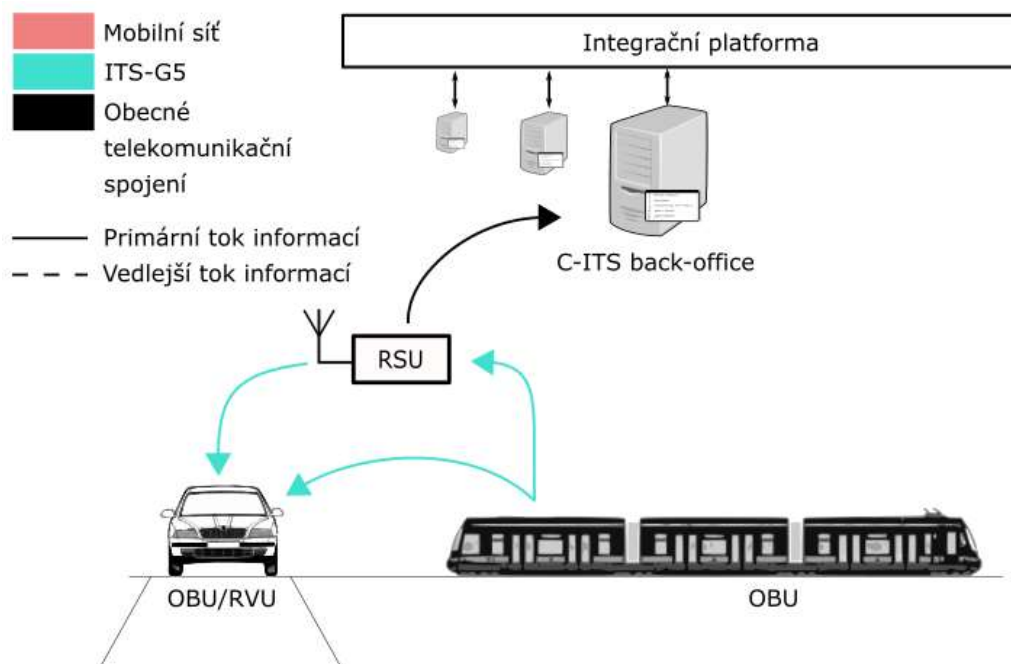 Mobilní síť
ITS-G5
Obecné
telekomunikační
spojení
Primární tok informací
Vedlejší tok informací
Integrační platforma
C-ITS back-office
RSU
OBU/RVU
OBU